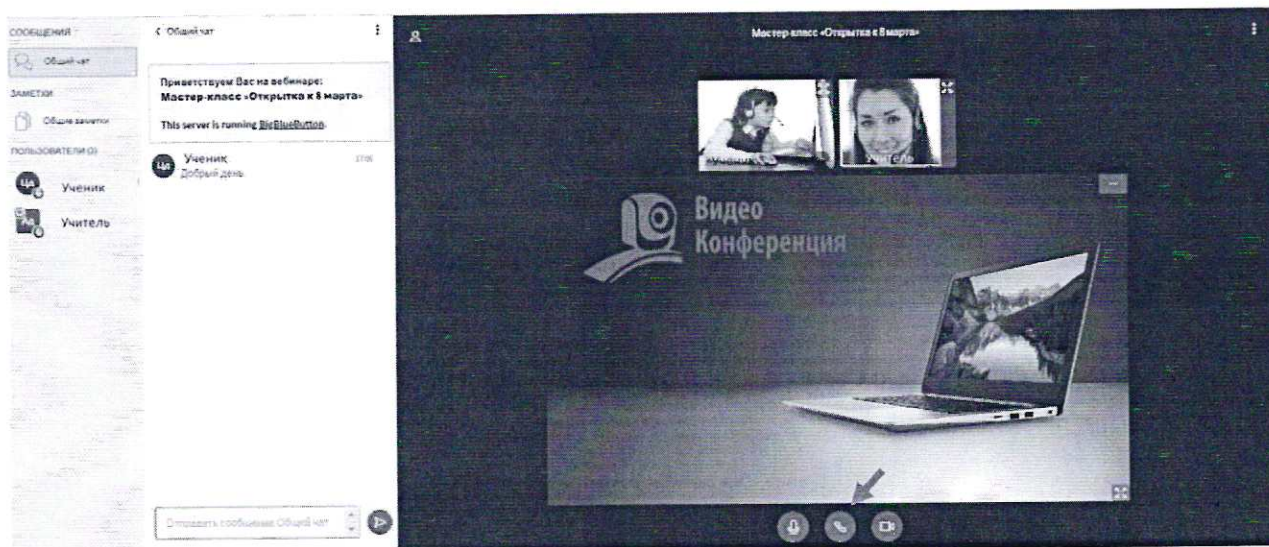 СООБЩЕНИЯ
Общий чат
ЗАМЕТКИ
Общие заметки
ПОЛЬЗОВАТЕЛИ (2)
ЦА Ученик
Учитель
Общий чат
Приветствуем Вас на вебинаре:
Мастер-класс «Открытка к 8 марта»
This server is running BigBlueButton.
ЦА Ученик
Добрый день
Отправить сообщение Общий чат
Мастер-класс «Открытка к 8 марта»
Учитель
Видео
Конференция